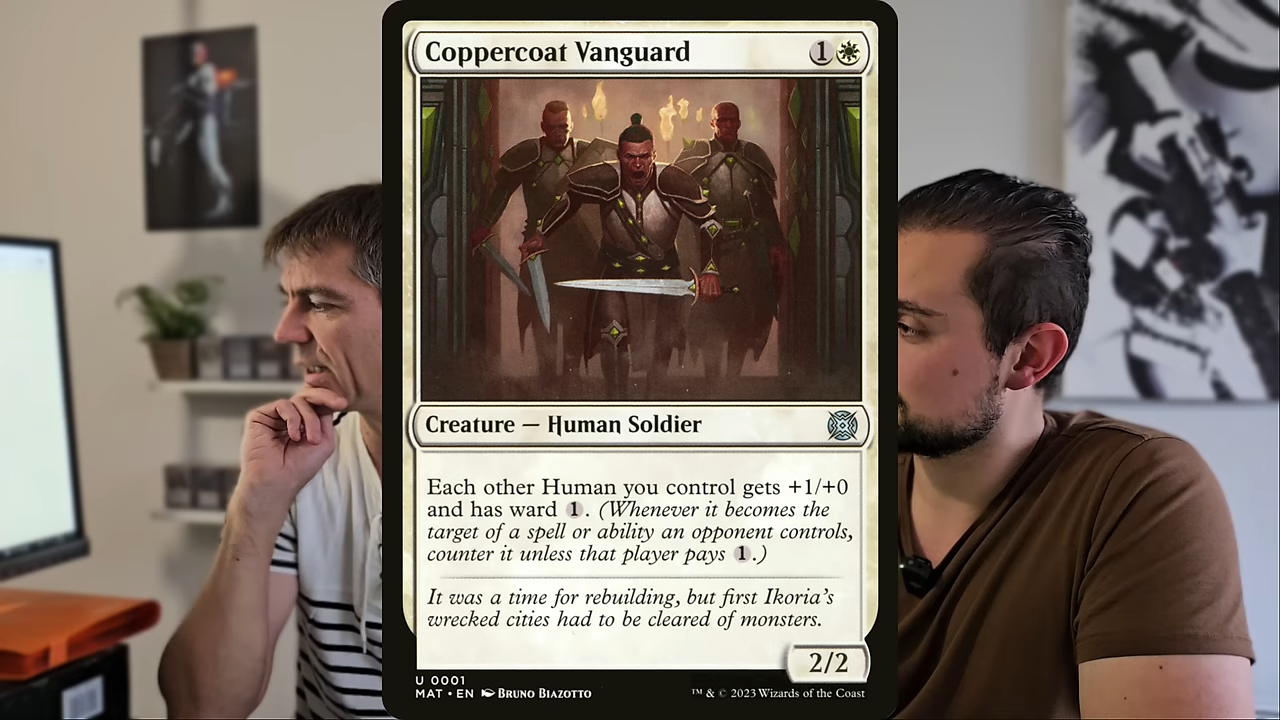 Coppercoat Vanguard 1
Creature — Human Soldier
Each other Human you control gets +1/+0
and has ward 1. (Whenever it becomes the
target of a spell or ability an opponent controls,
counter it unless that player pays 1.)
It was a time for rebuilding, but first Ikoria's
wrecked cities had to be cleared of monsters.
2/2
U 0001
MAT • EN Bruno Biazotto ™ & © 2023 Wizards of the Coast